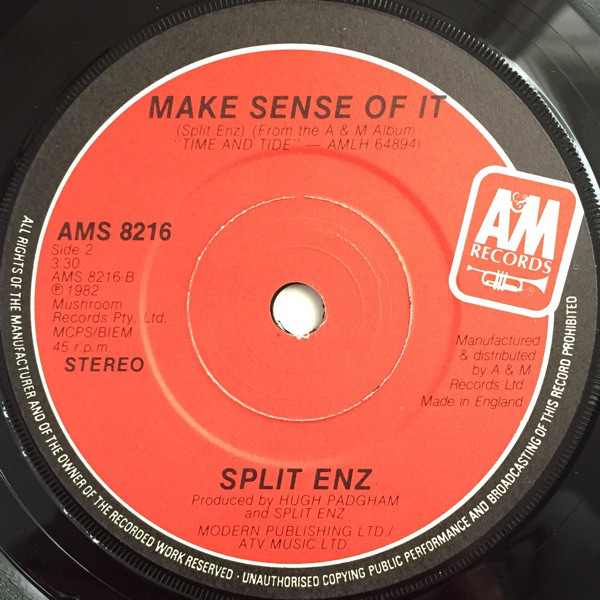 MAKE SENSE OF IT
(Split Enz) (From the A & M Album
"TIME AND TIDE" — AMLH 64894)
A&M
RECORDS
AMS 8216
Side 2
3.30
AMS 8216-B
Ⓟ 1982
Mushroom
Records Pty. Ltd.
MCPS/BIEM
45 r.p.m.
STEREO
Manufactured
& distributed
by A & M
Records Ltd.
Made in England
SPLIT ENZ
Produced by HUGH PADGHAM
and SPLIT ENZ
MODERN PUBLISHING LTD./
ATV MUSIC LTD.
ALL RIGHTS OF THE MANUFACTURER AND OF THE OWNER OF THE RECORDED WORK RESERVED · UNAUTHORISED COPYING PUBLIC PERFORMANCE AND BROADCASTING OF THIS RECORD PROHIBITED